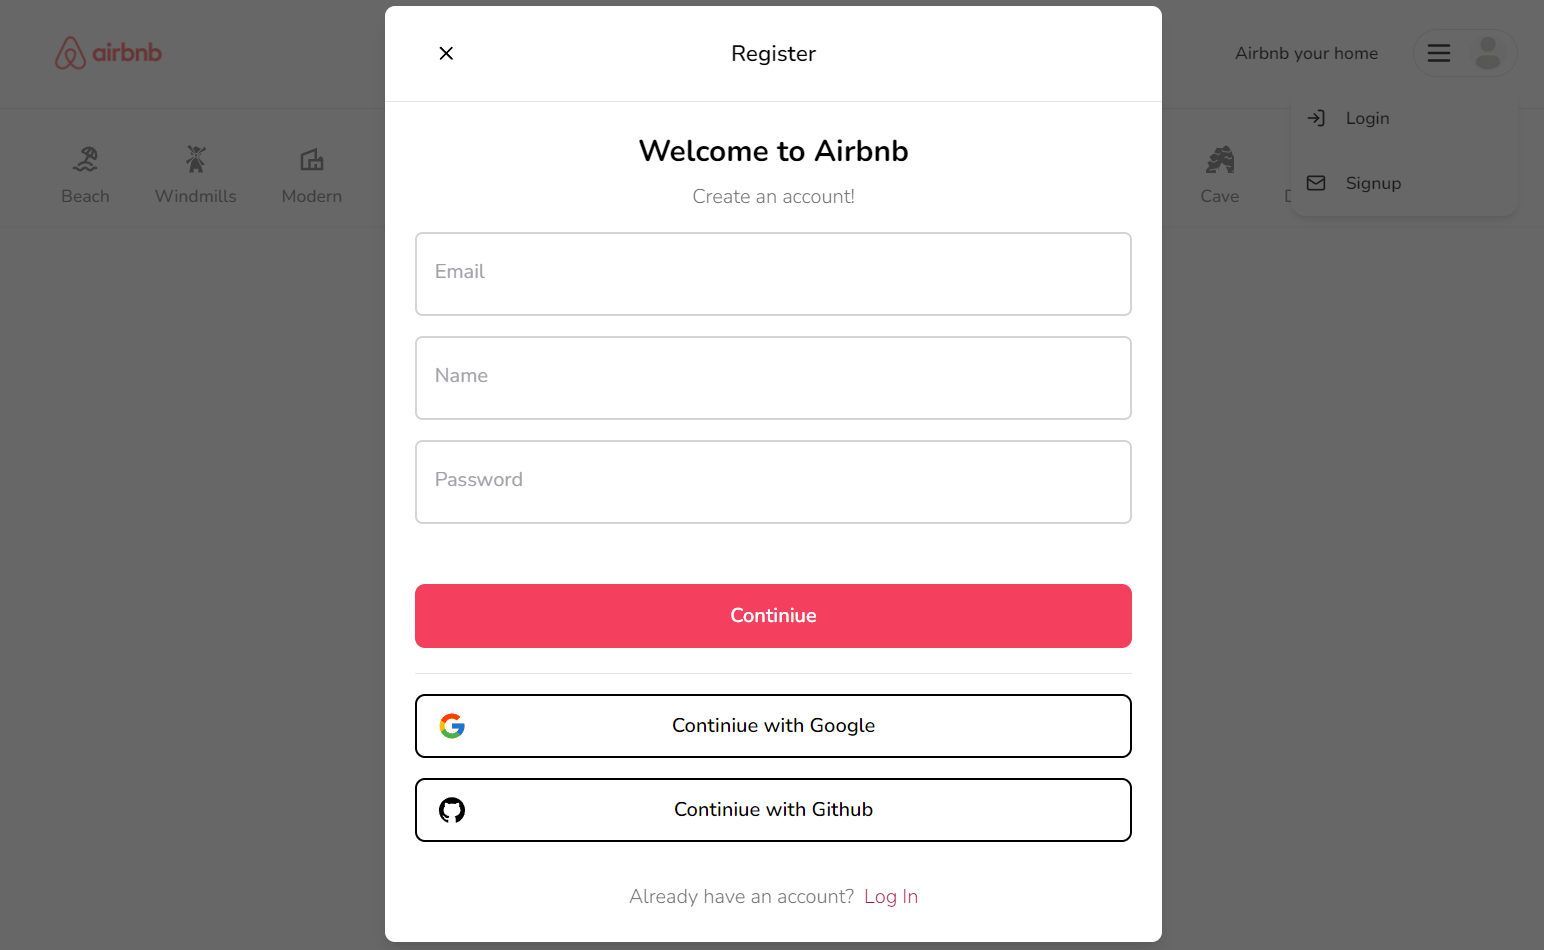 airbnb
Register
Airbnb your home
Login
Signup
Beach
Windmills
Modern
Cave
Welcome to Airbnb
Create an account!
Email
Name
Password
Continiue
Continiue with Google
Continiue with Github
Already have an account? Log In